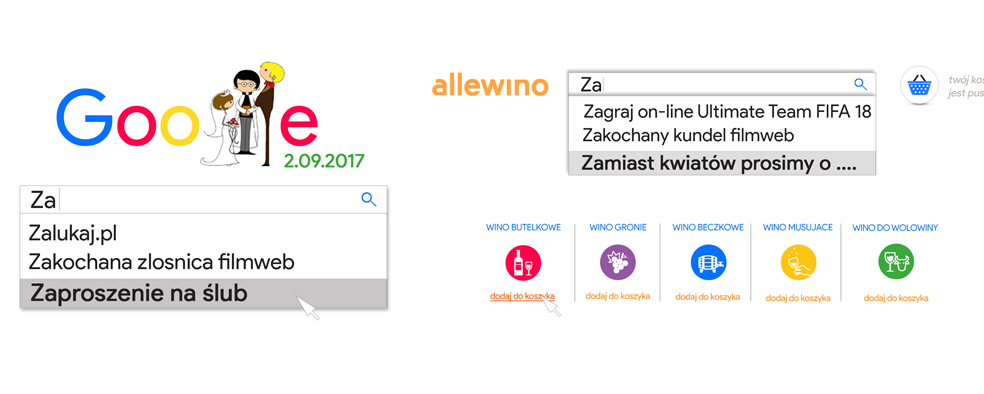 Google
2.09.2017
Za
Zalukaj.pl
Zakochana zlosnica filmweb
Zaproszenie na ślub
allewino
Za
Zagraj on-line Ultimate Team FIFA 18
Zakochany kundel filmweb
Zamiast kwiatów prosimy o ....
twój kos
jest pus
WINO BUTELKOWE
dodaj do koszyka
WINO GRONIE
dodaj do koszyka
WINO BECZKOWE
dodaj do koszyka
WINO MUSUJACE
dodaj do koszyka
WINO DO WOLOWINY
dodaj do koszyka